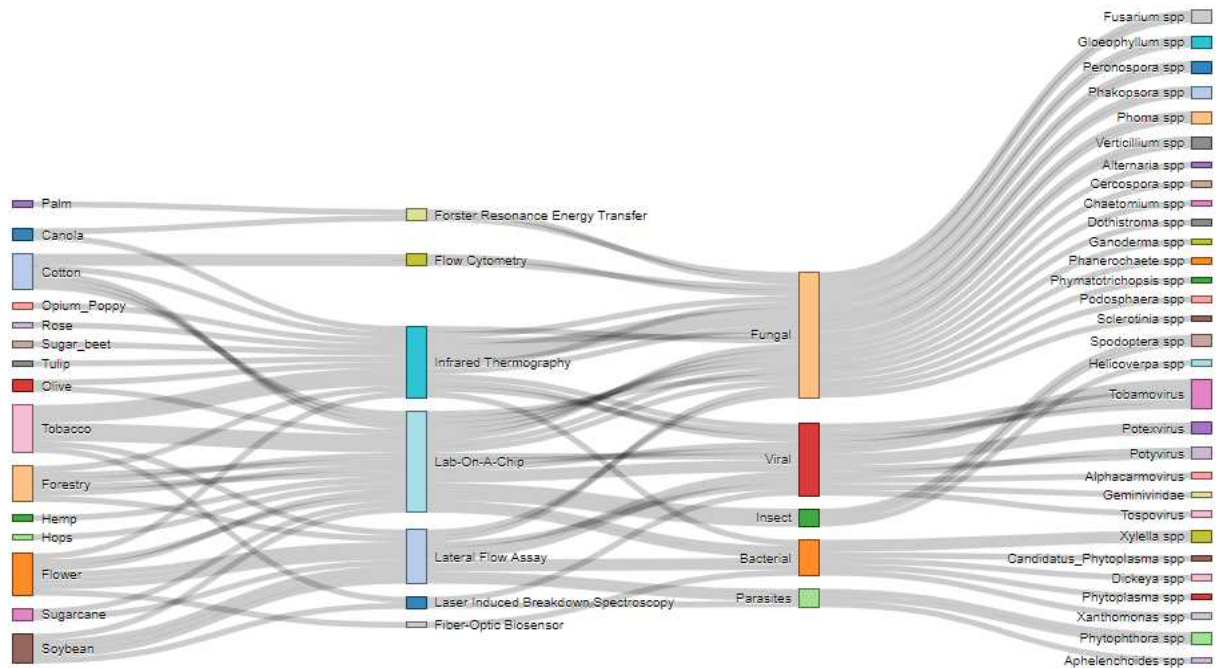 Palm
Canola
Cotton
Opium_Poppy
Rose
Sugar_beet
Tulip
Olive
Tobacco
Forestry
Hemp
Hops
Flower
Sugarcane
Soybean
Forster Resonance Energy Transfer
Flow Cytometry
Infrared Thermography
Lab-On-A-Chip
Lateral Flow Assay
Laser Induced Breakdown Spectroscopy
Fiber-Optic Biosensor
Fungal
Viral
Insect
Bacterial
Parasites
Fusarium spp
Gloeophyllum spp
Peronospora spp
Phakopsora spp
Phoma spp
Verticillium spp
Alternaria spp
Cercospora spp
Chaetomium spp
Dothistroma spp
Ganoderma spp
Phanerochaete spp
Phymatotrichopsis spp
Podosphaera spp
Sclerotinia spp
Spodoptera spp
Helicoverpa spp
Tobamovirus
Potexvirus
Potyvirus
Alphacarmovirus
Geminiviridae
Tospovirus
Xylella spp
Candidatus_Phytoplasma spp
Dickeya spp
Phytoplasma spp
Xanthomonas spp
Phytophthora spp
Aphelenchoides spp